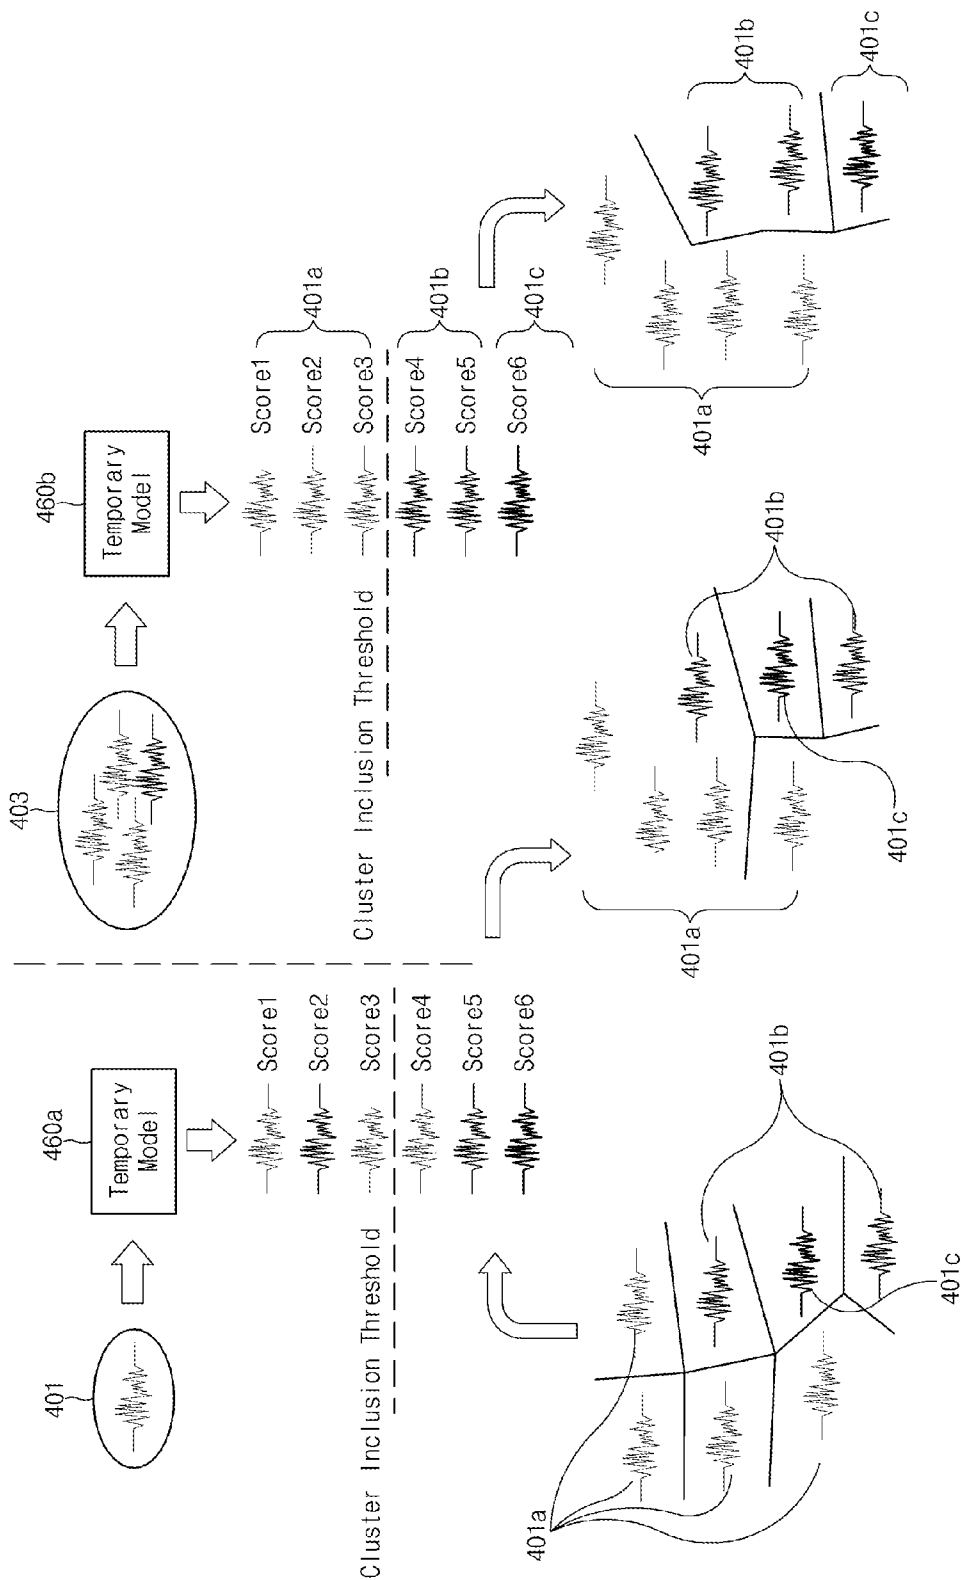 401
Temporary
Model
460a
Score1
Score2
Score3
Cluster Inclusion Threshold
Score4
Score5
Score6
403
Temporary
Model
460b
Score1
Score2
Score3
401a
Cluster Inclusion Threshold
Score4
Score5
401b
Score6
401c
401a
401b
401c
401a
401b
401c
401a
401b
401c